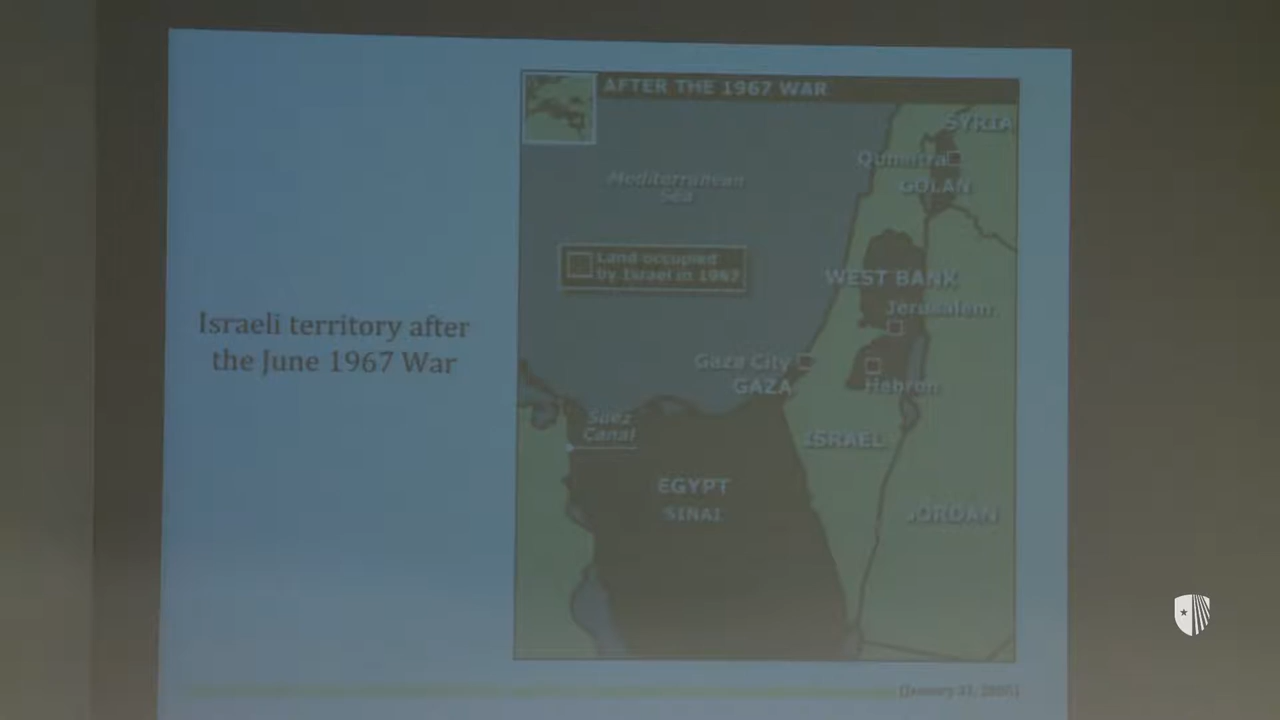 AFTER THE 1967 WAR
SYRIA
Quneitra
GOLAN
Mediterranean
Sea
Land occupied
by Israel in 1967
WEST BANK
Jerusalem
Israeli territory after
the June 1967 War
Gaza City
GAZA
Hebron
Suez
Canal
ISRAEL
EGYPT
SINAI
JORDAN